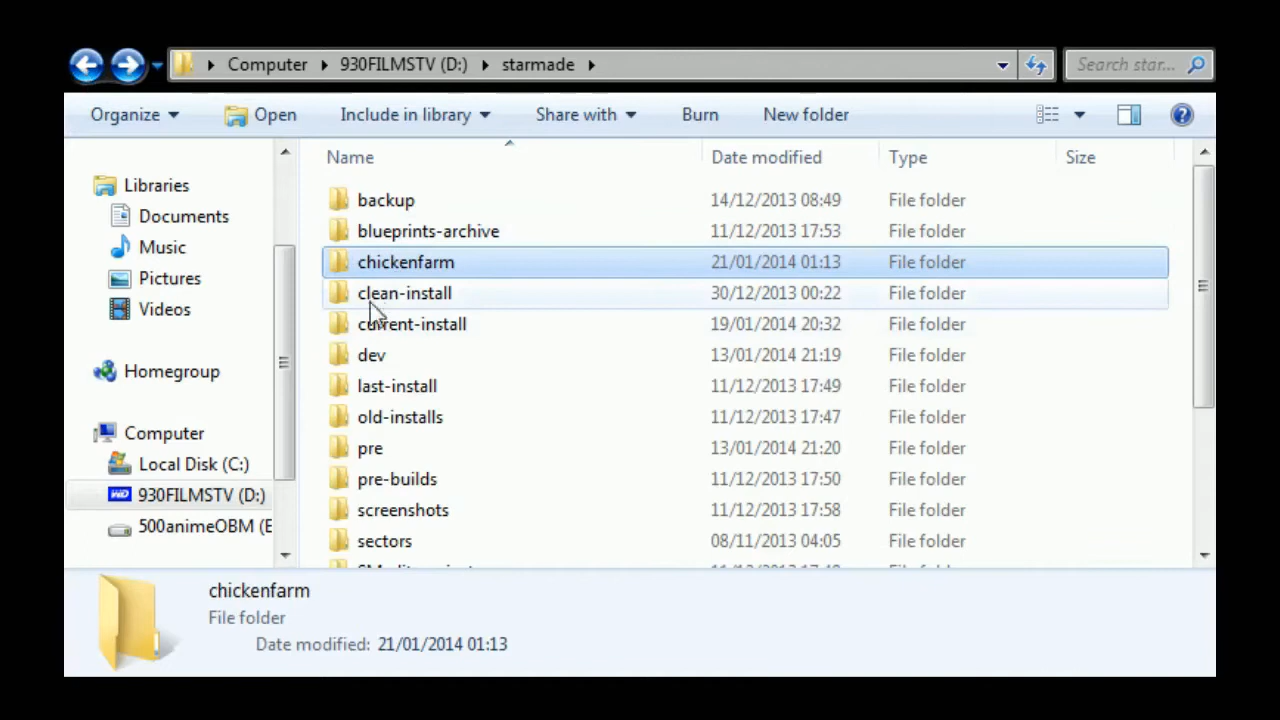 Computer 930FILMSTV (D:) starmade Search star...
Organize Open Include in library Share with Burn New folder
Name Date modified Type Size
Libraries
Documents
Music
Pictures
Videos
Homegroup
Computer
Local Disk (C:)
930FILMSTV (D:)
500animeOBM (E
backup 14/12/2013 08:49 File folder
blueprints-archive 11/12/2013 17:53 File folder
chickenfarm 21/01/2014 01:13 File folder
clean-install 30/12/2013 00:22 File folder
current-install 19/01/2014 20:32 File folder
dev 13/01/2014 21:19 File folder
last-install 11/12/2013 17:49 File folder
old-installs 11/12/2013 17:47 File folder
pre 13/01/2014 21:20 File folder
pre-builds 11/12/2013 17:50 File folder
screenshots 11/12/2013 17:58 File folder
sectors 08/11/2013 04:05 File folder
chickenfarm
File folder
Date modified: 21/01/2014 01:13